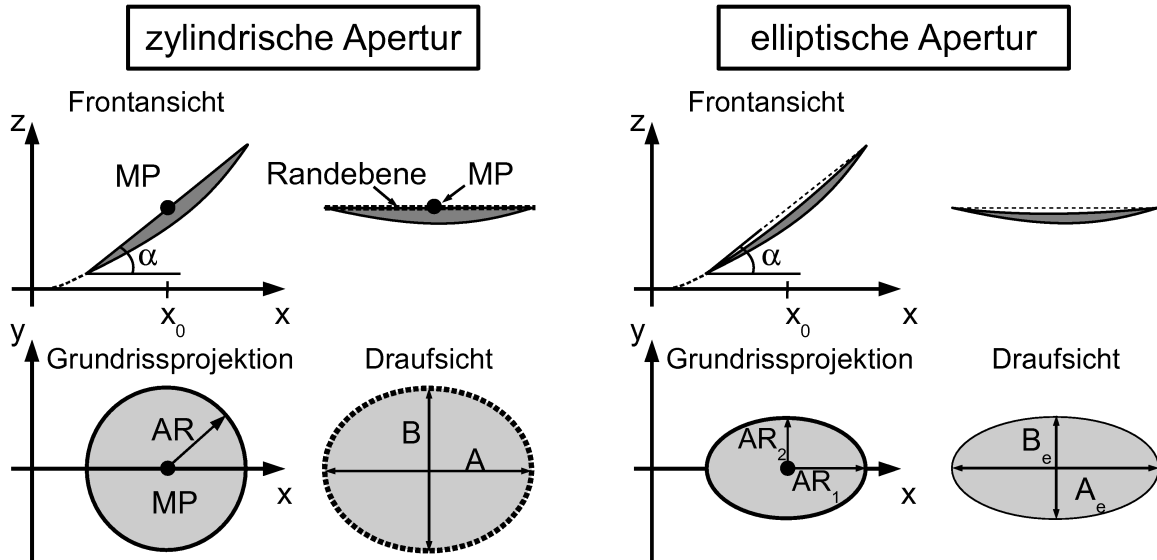 zylindrische Apertur
elliptische Apertur
Frontansicht
z
MP
Randebene
MP
α
x₀
x
Frontansicht
z
α
x₀
x
y
Grundrissprojektion
Draufsicht
AR
MP
x
B
A
y
Grundrissprojektion
Draufsicht
AR₂
AR₁
x
Bₑ
Aₑ